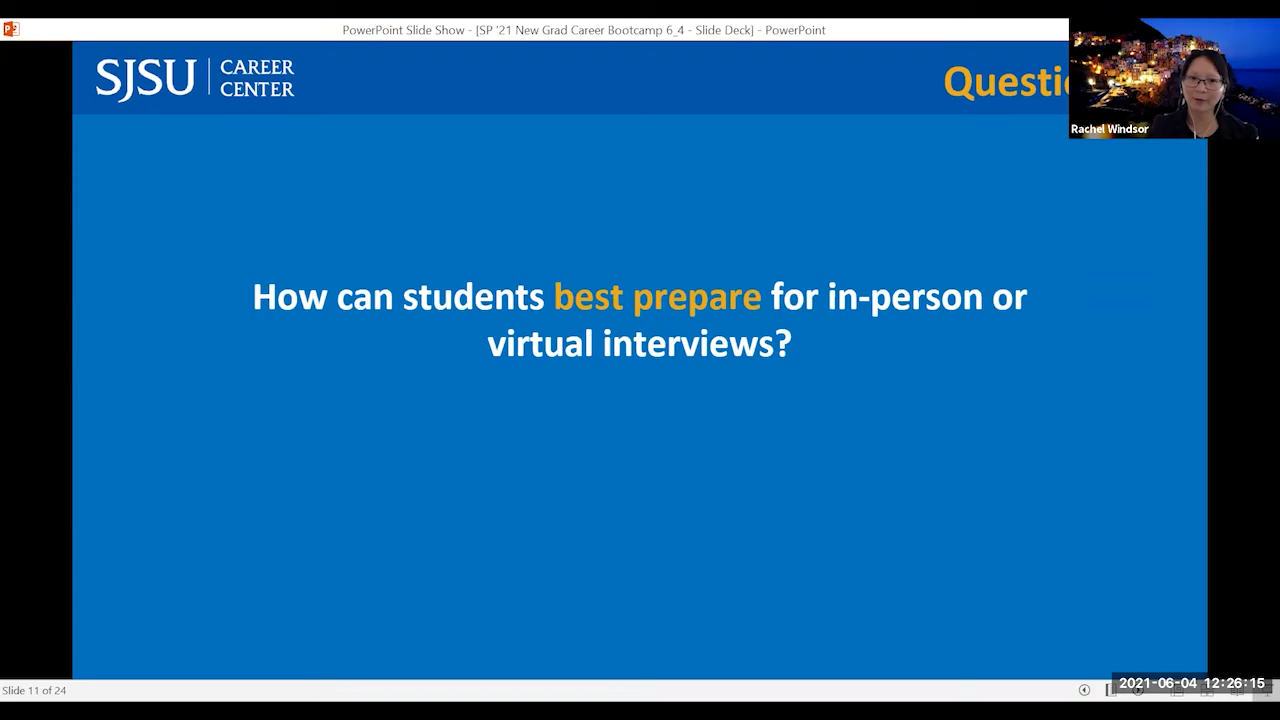 PowerPoint Slide Show - [SP '21 New Grad Career Bootcamp 6_4 - Slide Deck] - PowerPoint
SJSU CAREER
CENTER
Rachel Windsor
How can students best prepare for in-person or
virtual interviews?
Slide 11 of 24
2021-06-04 12:26:15